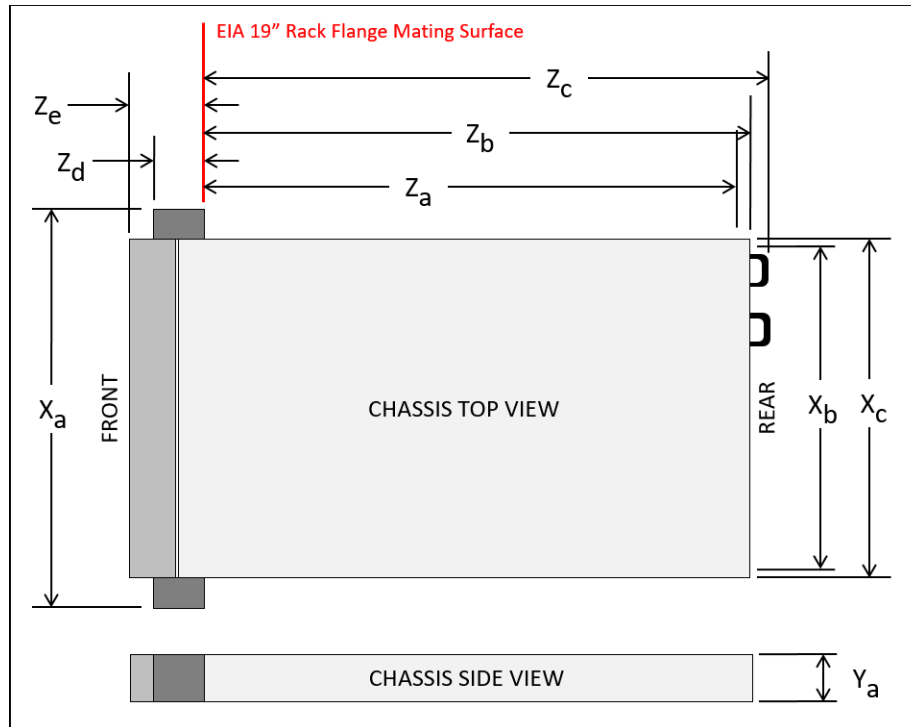 EIA 19” Rack Flange Mating Surface
Zc
Ze
Zb
Zd
Za
Xa
FRONT
CHASSIS TOP VIEW
REAR
Xb
Xc
CHASSIS SIDE VIEW
Ya